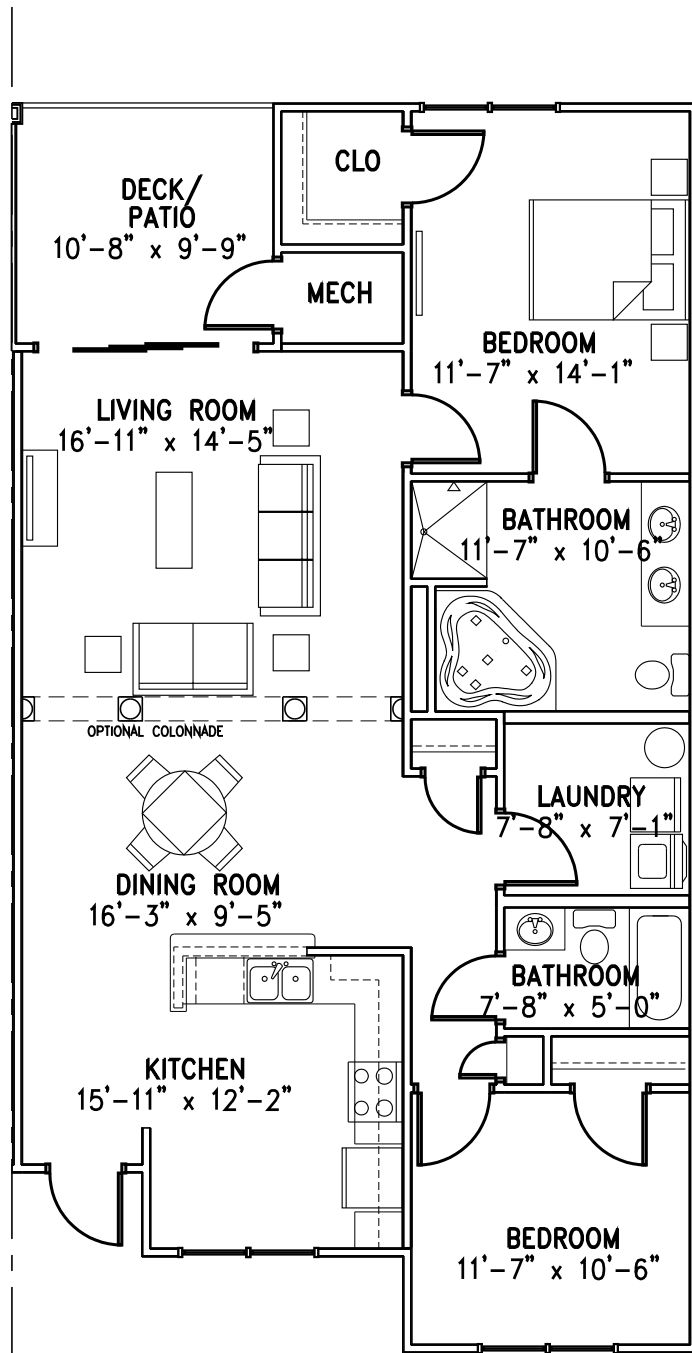 CLO
DECK/
PATIO
10'-8" x 9'-9"
MECH
BEDROOM
11'-7" x 14'-1"
LIVING ROOM
16'-11" x 14'-5"
BATHROOM
11'-7" x 10'-6"
OPTIONAL COLONNADE
LAUNDRY
7'-8" x 7'-1"
DINING ROOM
16'-3" x 9'-5"
BATHROOM
7'-8" x 5'-0"
KITCHEN
15'-11" x 12'-2"
BEDROOM
11'-7" x 10'-6"